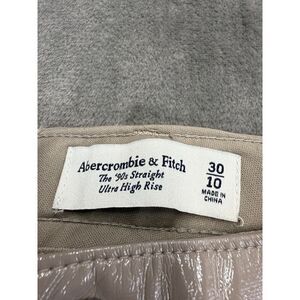 Abercrombie & Fitch
The '90s Straight
Ultra High Rise
30
10
MADE IN
CHINA